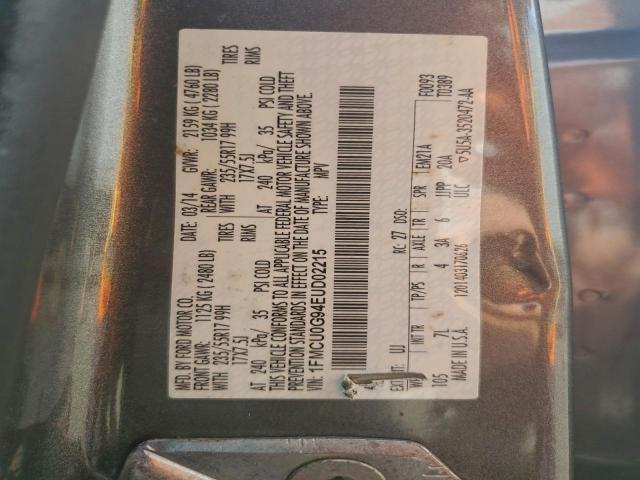 MFD. BY FORD MOTOR CO.
DATE: 03/14 GVWR: 2159 KG ( 4760 LB)
FRONT GAWR: 1125 KG ( 2480 LB) REAR GAWR: 1034 KG ( 2280 LB)
235/55R17 99H TIRES WITH 235/55R17 99H TIRES
17X7.5J RIMS 17X7.5J RIMS
AT 240 kPa/ 35 PSI COLD AT 240 kPa/ 35 PSI COLD
THIS VEHICLE CONFORMS TO ALL APPLICABLE FEDERAL MOTOR VEHICLE SAFETY AND THEFT
PREVENTION STANDARDS IN EFFECT ON THE DATE OF MANUFACTURE SHOWN ABOVE.
VIN: 1FMCU0G94EUD02215 TYPE: MPV
EXT PNT: UJ RC: 27 DSO: F0093
WB INT TR TP/PS R AXLE TR SPR EM21A T0389
105 7L 4 3A 6 JJPP 20A
MADE IN U.S.A. ULC
1201403170626 5U5A-3520472-AA